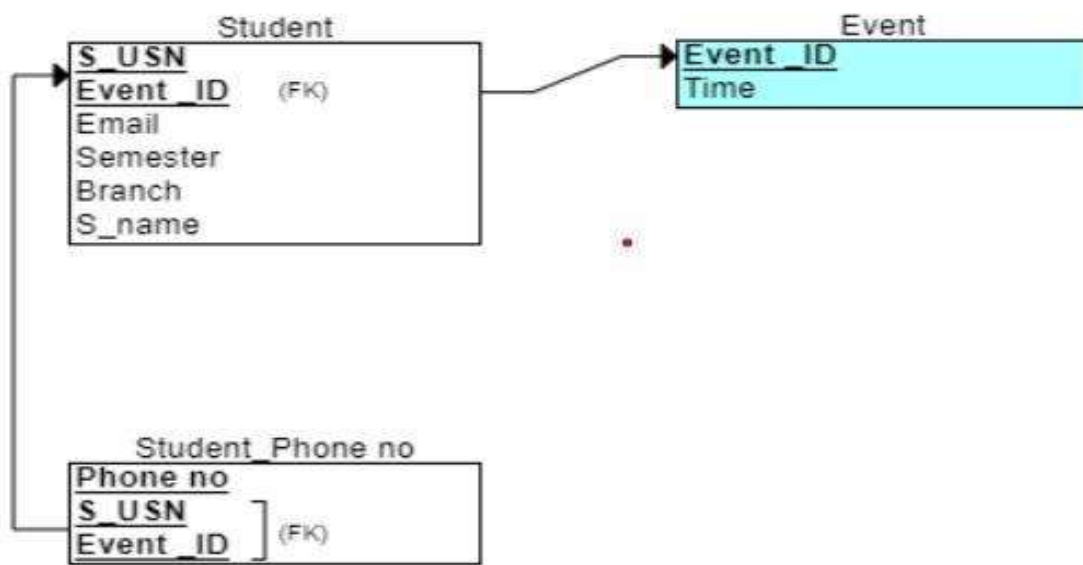 Student
S_USN
Event _ID (FK)
Email
Semester
Branch
S_name
Event
Event _ID
Time
Student_Phone no
Phone no
S_USN
Event _ID
(FK)